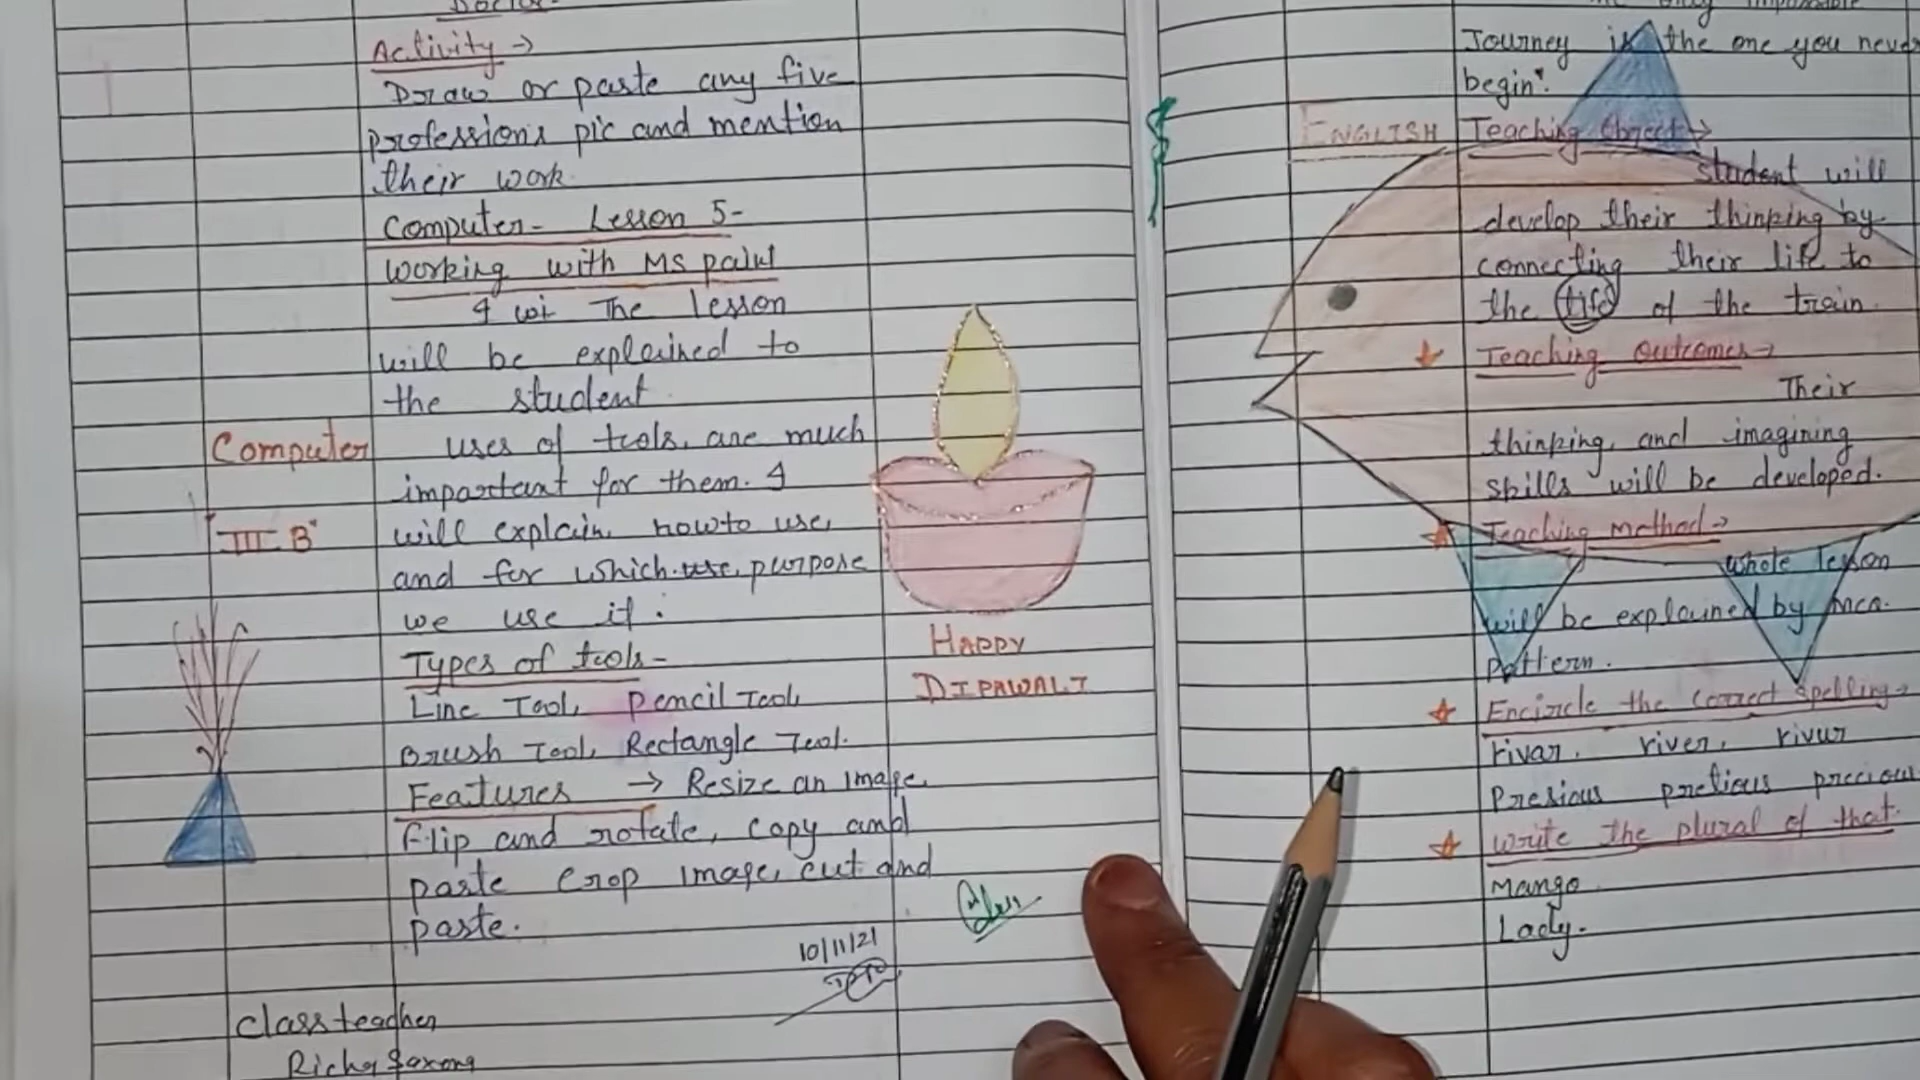 Doctor.
Activity →
Draw or paste any five
professions pic and mention
their work
Computer- Lesson 5-
Working with MS paint
The lesson
will be explained to
the student
Computer
uses of tools, are much
important for them. I
III B
will explain, how to use,
and for which use, purpose
we use it.
Types of tools-
Line Tool, Pencil Tool,
Brush Tool, Rectangle Tool.
Features → Resize an image,
flip and rotate, copy and
paste crop image, cut and
paste.
10/11/21
Class teacher
Richa Saxena
HAPPY
DIPAWALI
Journey is the one you never
begin".
ENGLISH
Teaching Object→
student will
develop their thinking by
connecting their life to
the life of the train.
Teaching outcomes→
Their
thinking, and imagining
skills will be developed.
Teaching method→
whole lesson
will be explained by
pattern.
Encircle the correct spelling→
rivar, river, rivur
Presious pretious precious
Write the plural of that.
Mango
Lady.